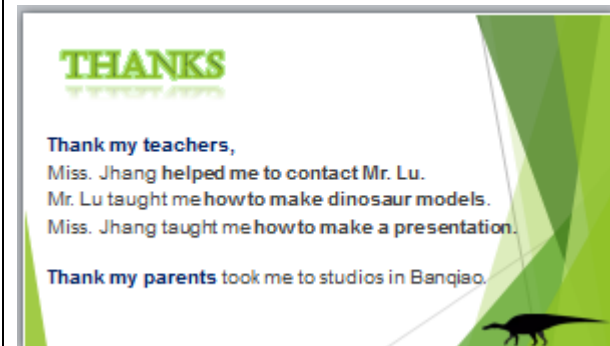 THANKS
Thank my teachers,
Miss. Jhang helped me to contact Mr. Lu.
Mr. Lu taught me how to make dinosaur models.
Miss. Jhang taught me how to make a presentation.
Thank my parents took me to studios in Banqiao.